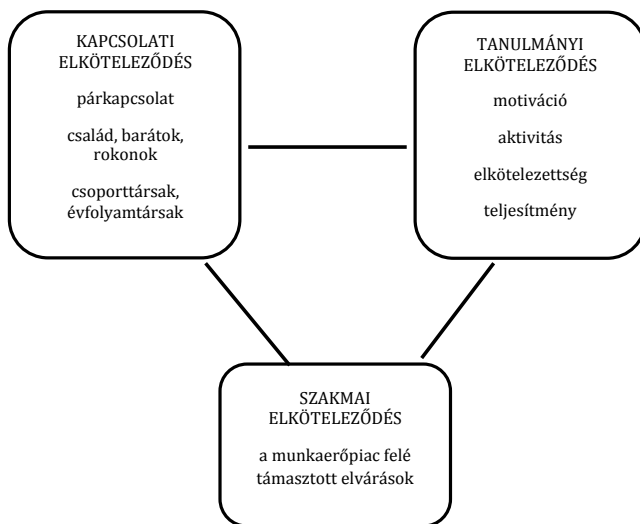 KAPCSOLATI
ELKÖTELEZŐDÉS
párkapcsolat
család, barátok,
rokonok
csoporttársak,
évfolyamtársak
TANULMÁNYI
ELKÖTELEZŐDÉS
motiváció
aktivitás
elkötelezettség
teljesítmény
SZAKMAI
ELKÖTELEZŐDÉS
a munkaerőpiac felé
támasztott elvárások